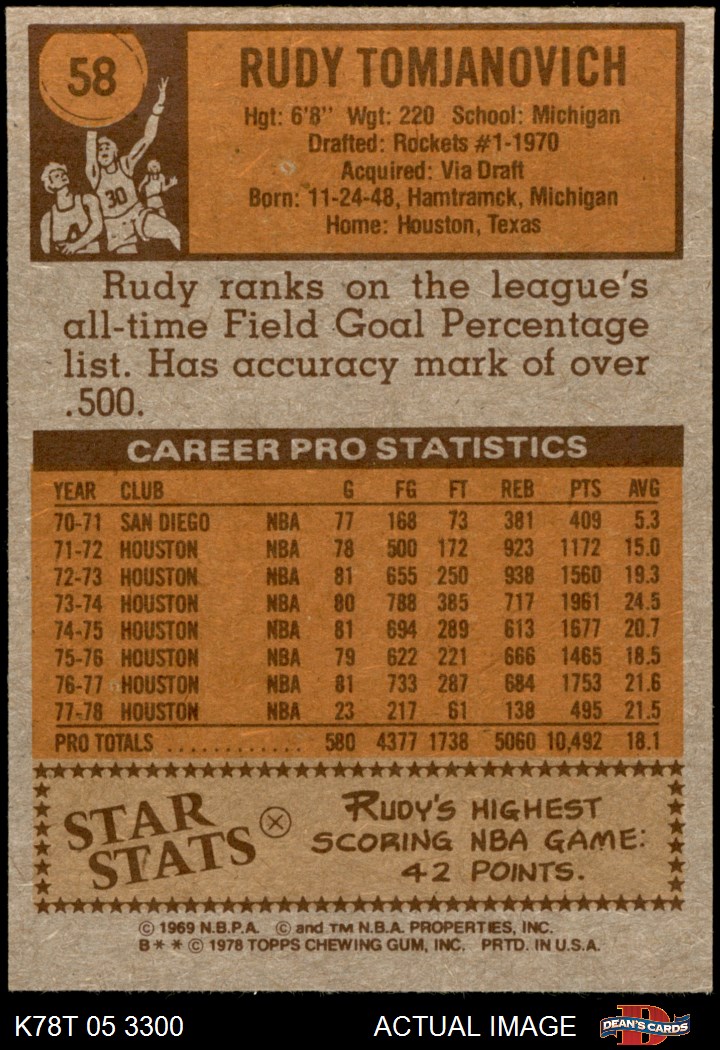 58
30
4
RUDY TOMJANOVICH
Hgt: 6'8" Wgt: 220 School: Michigan
Drafted: Rockets #1-1970
Acquired: Via Draft
Born: 11-24-48, Hamtramck, Michigan
Home: Houston, Texas
Rudy ranks on the league's
all-time Field Goal Percentage
list. Has accuracy mark of over
.500.
CAREER PRO STATISTICS
YEAR CLUB G FG FT REB PTS AVG
70-71 SAN DIEGO NBA 77 168 73 381 409 5.3
71-72 HOUSTON NBA 78 500 172 923 1172 15.0
72-73 HOUSTON NBA 81 655 250 938 1560 19.3
73-74 HOUSTON NBA 80 788 385 717 1961 24.5
74-75 HOUSTON NBA 81 694 289 613 1677 20.7
75-76 HOUSTON NBA 79 622 221 666 1465 18.5
76-77 HOUSTON NBA 81 733 287 684 1753 21.6
77-78 HOUSTON NBA 23 217 61 138 495 21.5
PRO TOTALS ............ 580 4377 1738 5060 10,492 18.1
STAR
STATS
RUDY'S HIGHEST
SCORING NBA GAME:
42 POINTS.
© 1969 N.B.P.A. © and TM N.B.A. PROPERTIES, INC.
B * * © 1978 TOPPS CHEWING GUM, INC. PRTD. IN U.S.A.
K78T 05 3300 ACTUAL IMAGE D DEAN'S CARDS